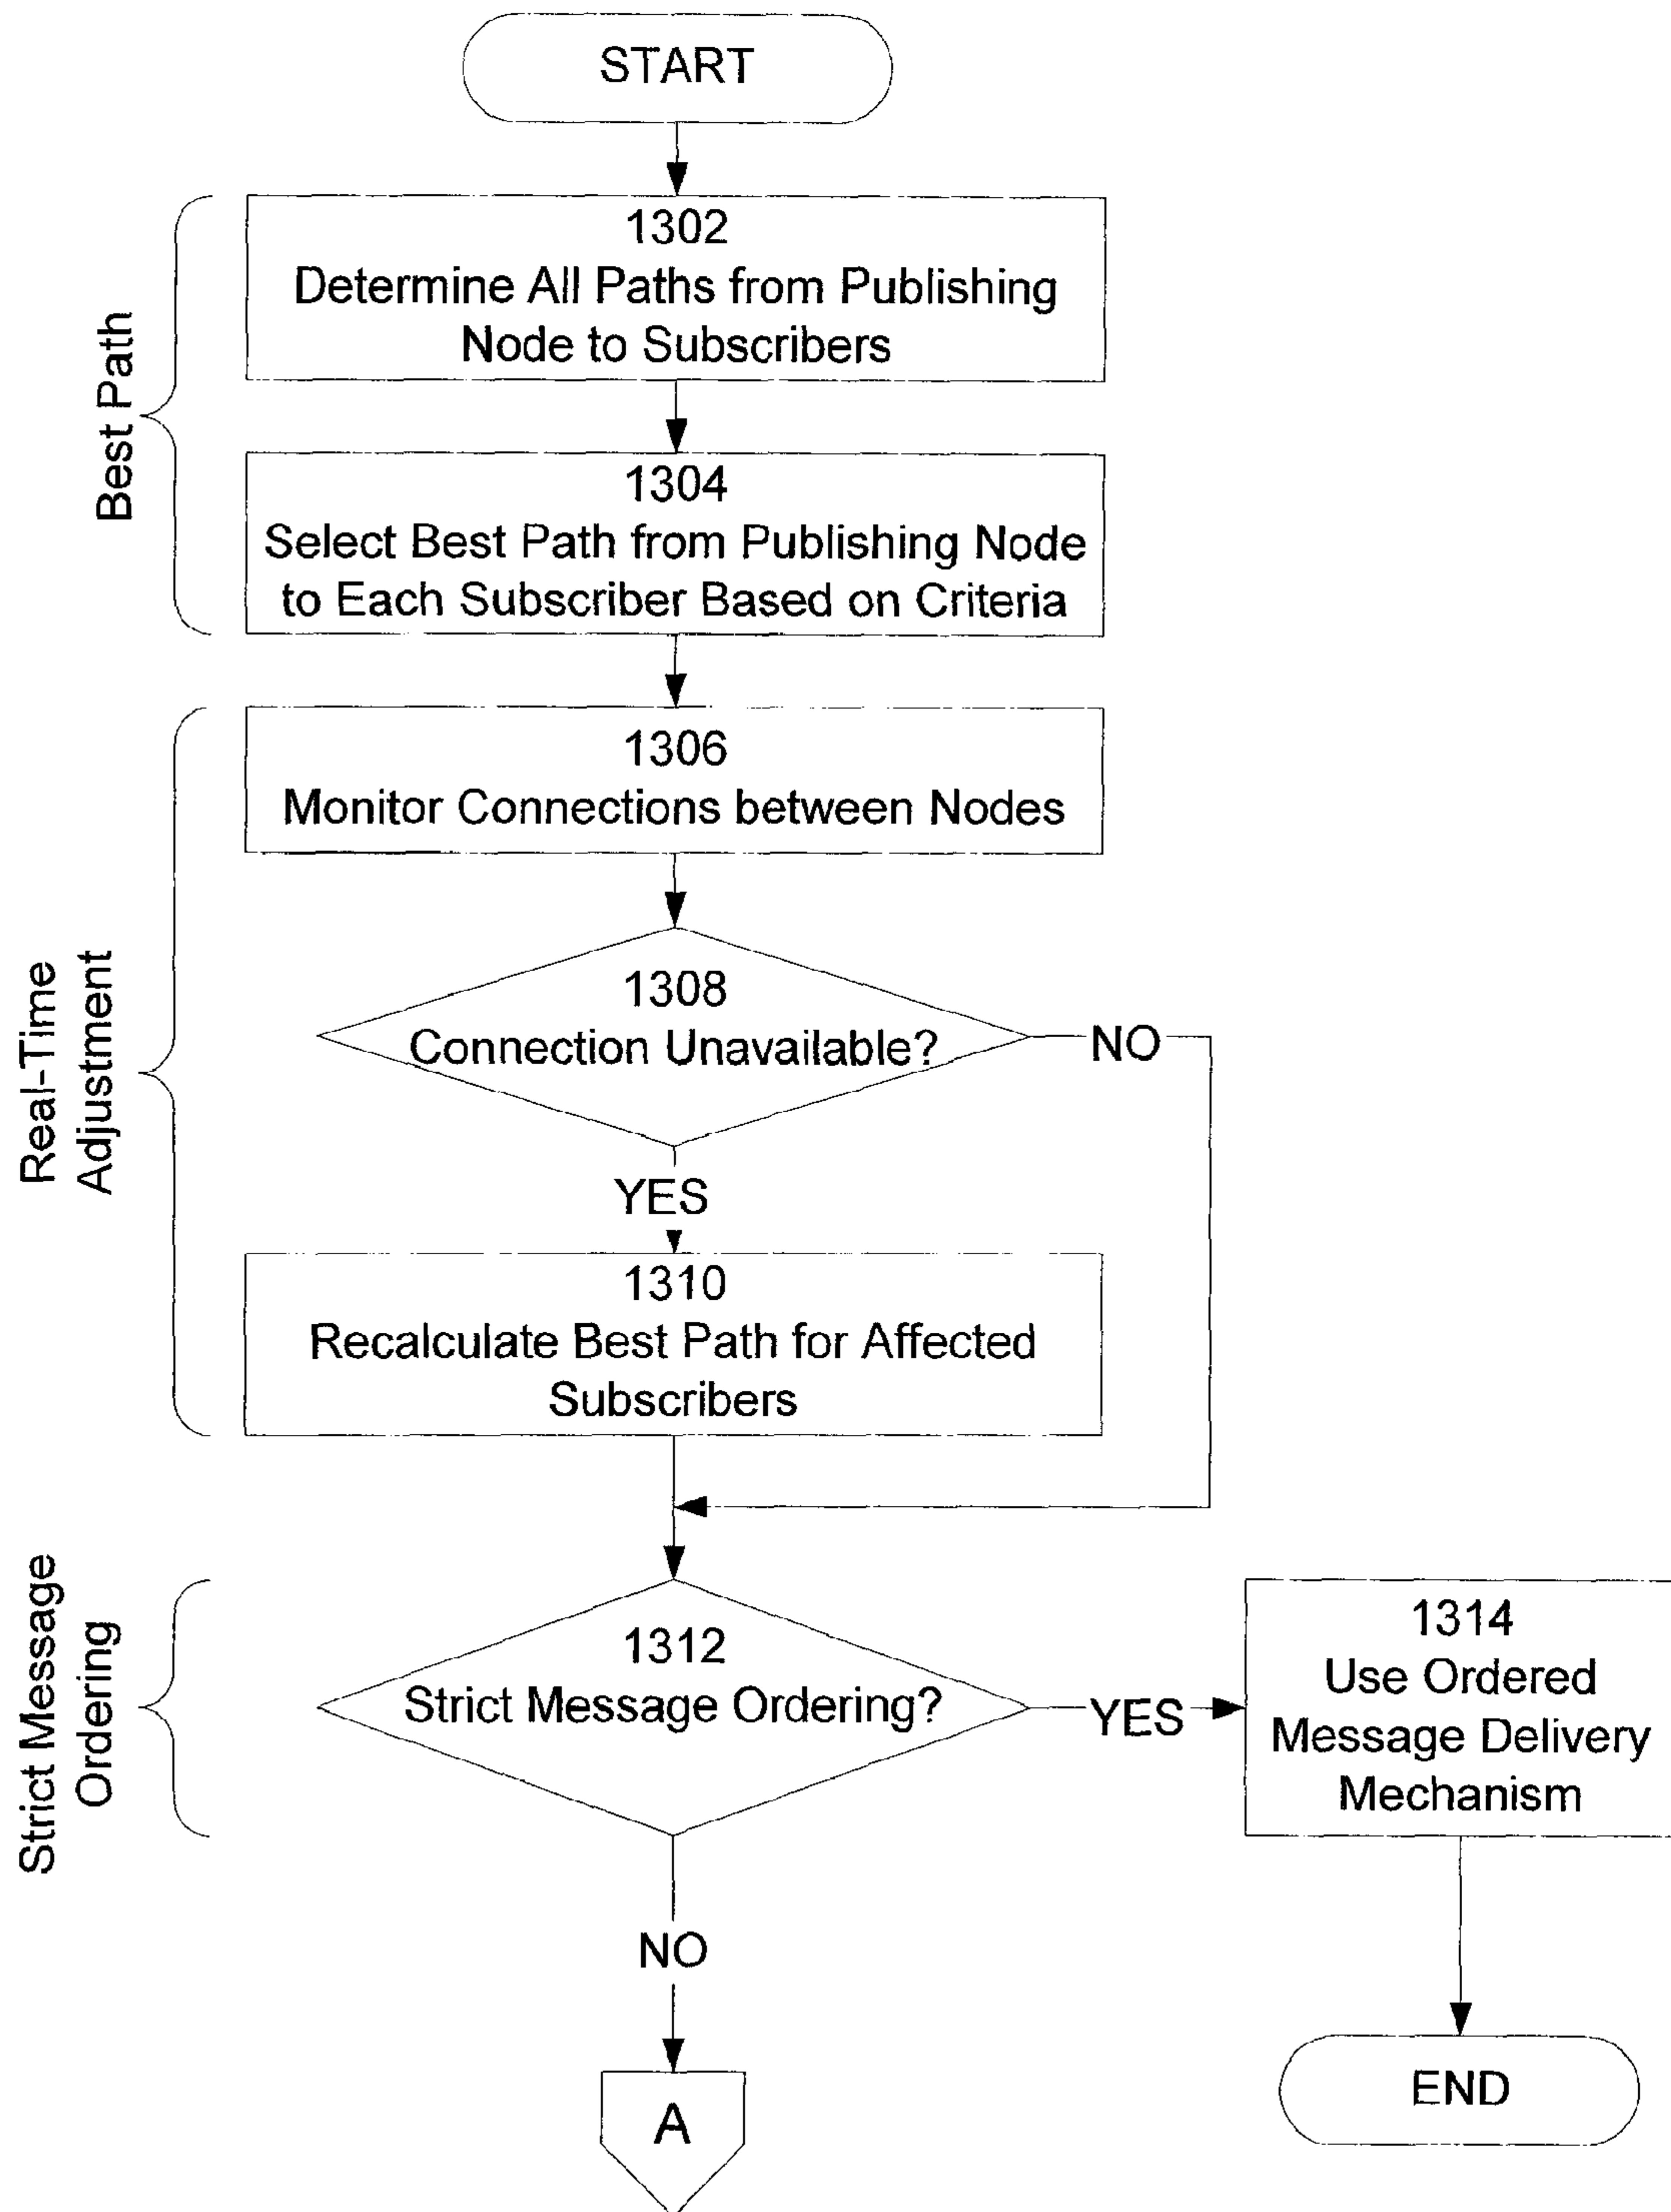 START
Best Path
1302
Determine All Paths from Publishing
Node to Subscribers
1304
Select Best Path from Publishing Node
to Each Subscriber Based on Criteria
Real-Time
Adjustment
1306
Monitor Connections between Nodes
1308
Connection Unavailable?
NO
YES
1310
Recalculate Best Path for Affected
Subscribers
Strict Message
Ordering
1312
Strict Message Ordering?
YES
1314
Use Ordered
Message Delivery
Mechanism
NO
A
END